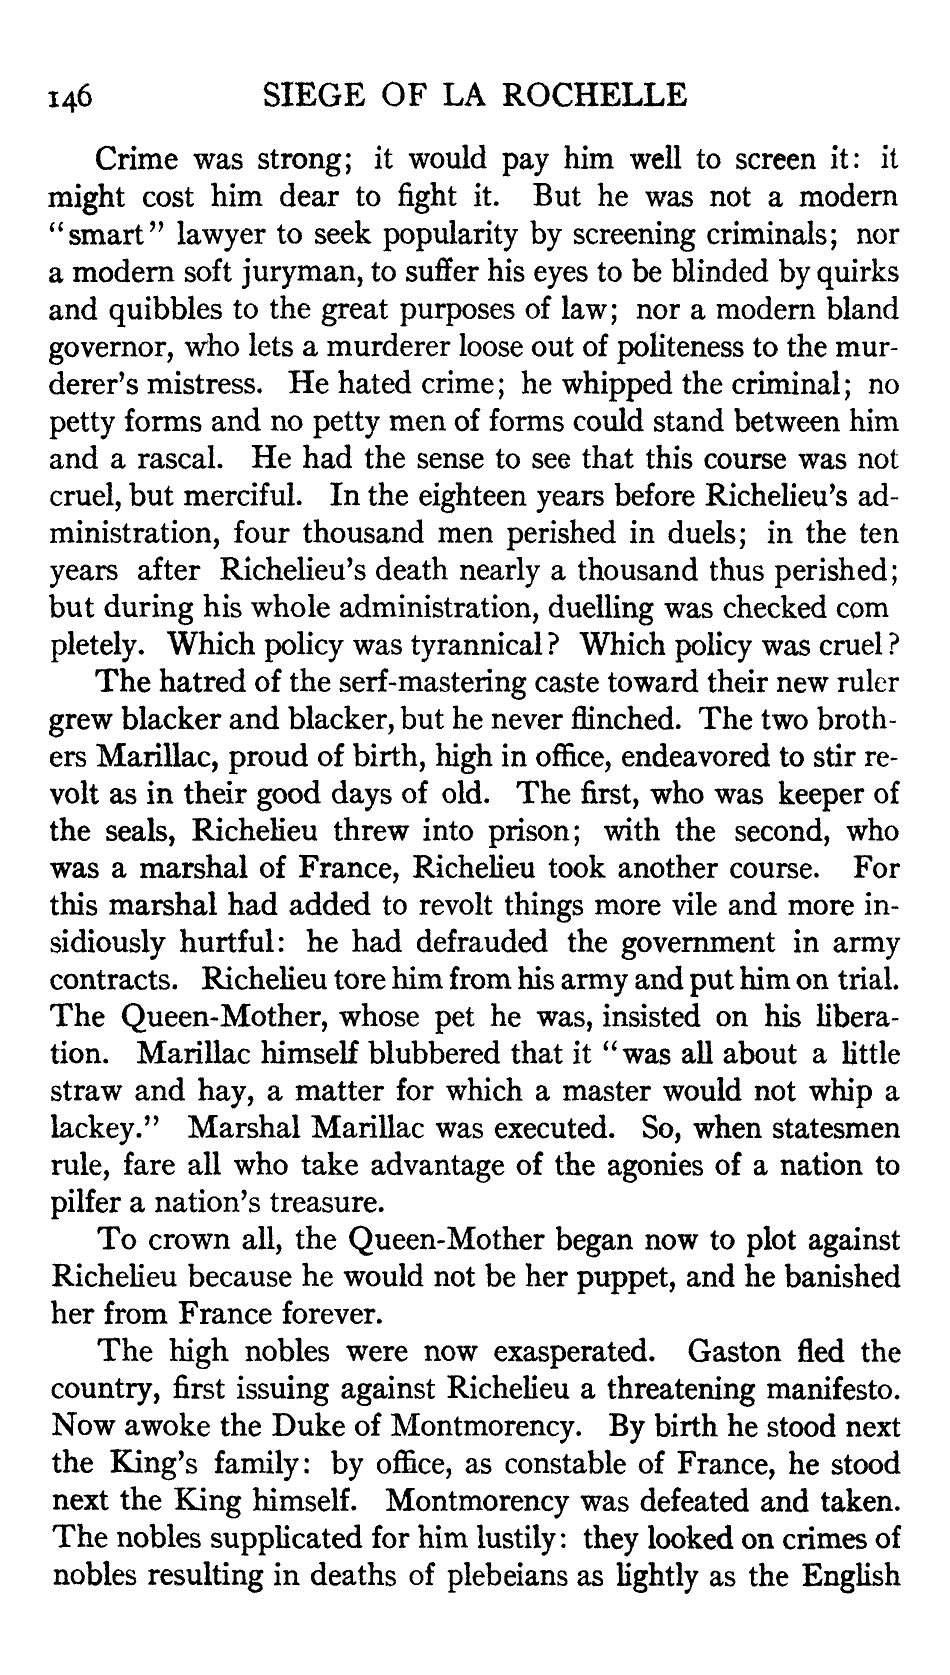 146 SIEGE OF LA ROCHELLE
Crime was strong; it would pay him well to screen it: it
might cost him dear to fight it. But he was not a modern
"smart" lawyer to seek popularity by screening criminals; nor
a modern soft juryman, to suffer his eyes to be blinded by quirks
and quibbles to the great purposes of law; nor a modern bland
governor, who lets a murderer loose out of politeness to the mur-
derer's mistress. He hated crime; he whipped the criminal; no
petty forms and no petty men of forms could stand between him
and a rascal. He had the sense to see that this course was not
cruel, but merciful. In the eighteen years before Richelieu's ad-
ministration, four thousand men perished in duels; in the ten
years after Richelieu's death nearly a thousand thus perished;
but during his whole administration, duelling was checked com
pletely. Which policy was tyrannical? Which policy was cruel?
The hatred of the serf-mastering caste toward their new ruler
grew blacker and blacker, but he never flinched. The two broth-
ers Marillac, proud of birth, high in office, endeavored to stir re-
volt as in their good days of old. The first, who was keeper of
the seals, Richelieu threw into prison; with the second, who
was a marshal of France, Richelieu took another course. For
this marshal had added to revolt things more vile and more in-
sidiously hurtful: he had defrauded the government in army
contracts. Richelieu tore him from his army and put him on trial.
The Queen-Mother, whose pet he was, insisted on his libera-
tion. Marillac himself blubbered that it "was all about a little
straw and hay, a matter for which a master would not whip a
lackey." Marshal Marillac was executed. So, when statesmen
rule, fare all who take advantage of the agonies of a nation to
pilfer a nation's treasure.
To crown all, the Queen-Mother began now to plot against
Richelieu because he would not be her puppet, and he banished
her from France forever.
The high nobles were now exasperated. Gaston fled the
country, first issuing against Richelieu a threatening manifesto.
Now awoke the Duke of Montmorency. By birth he stood next
the King's family: by office, as constable of France, he stood
next the King himself. Montmorency was defeated and taken.
The nobles supplicated for him lustily: they looked on crimes of
nobles resulting in deaths of plebeians as lightly as the English